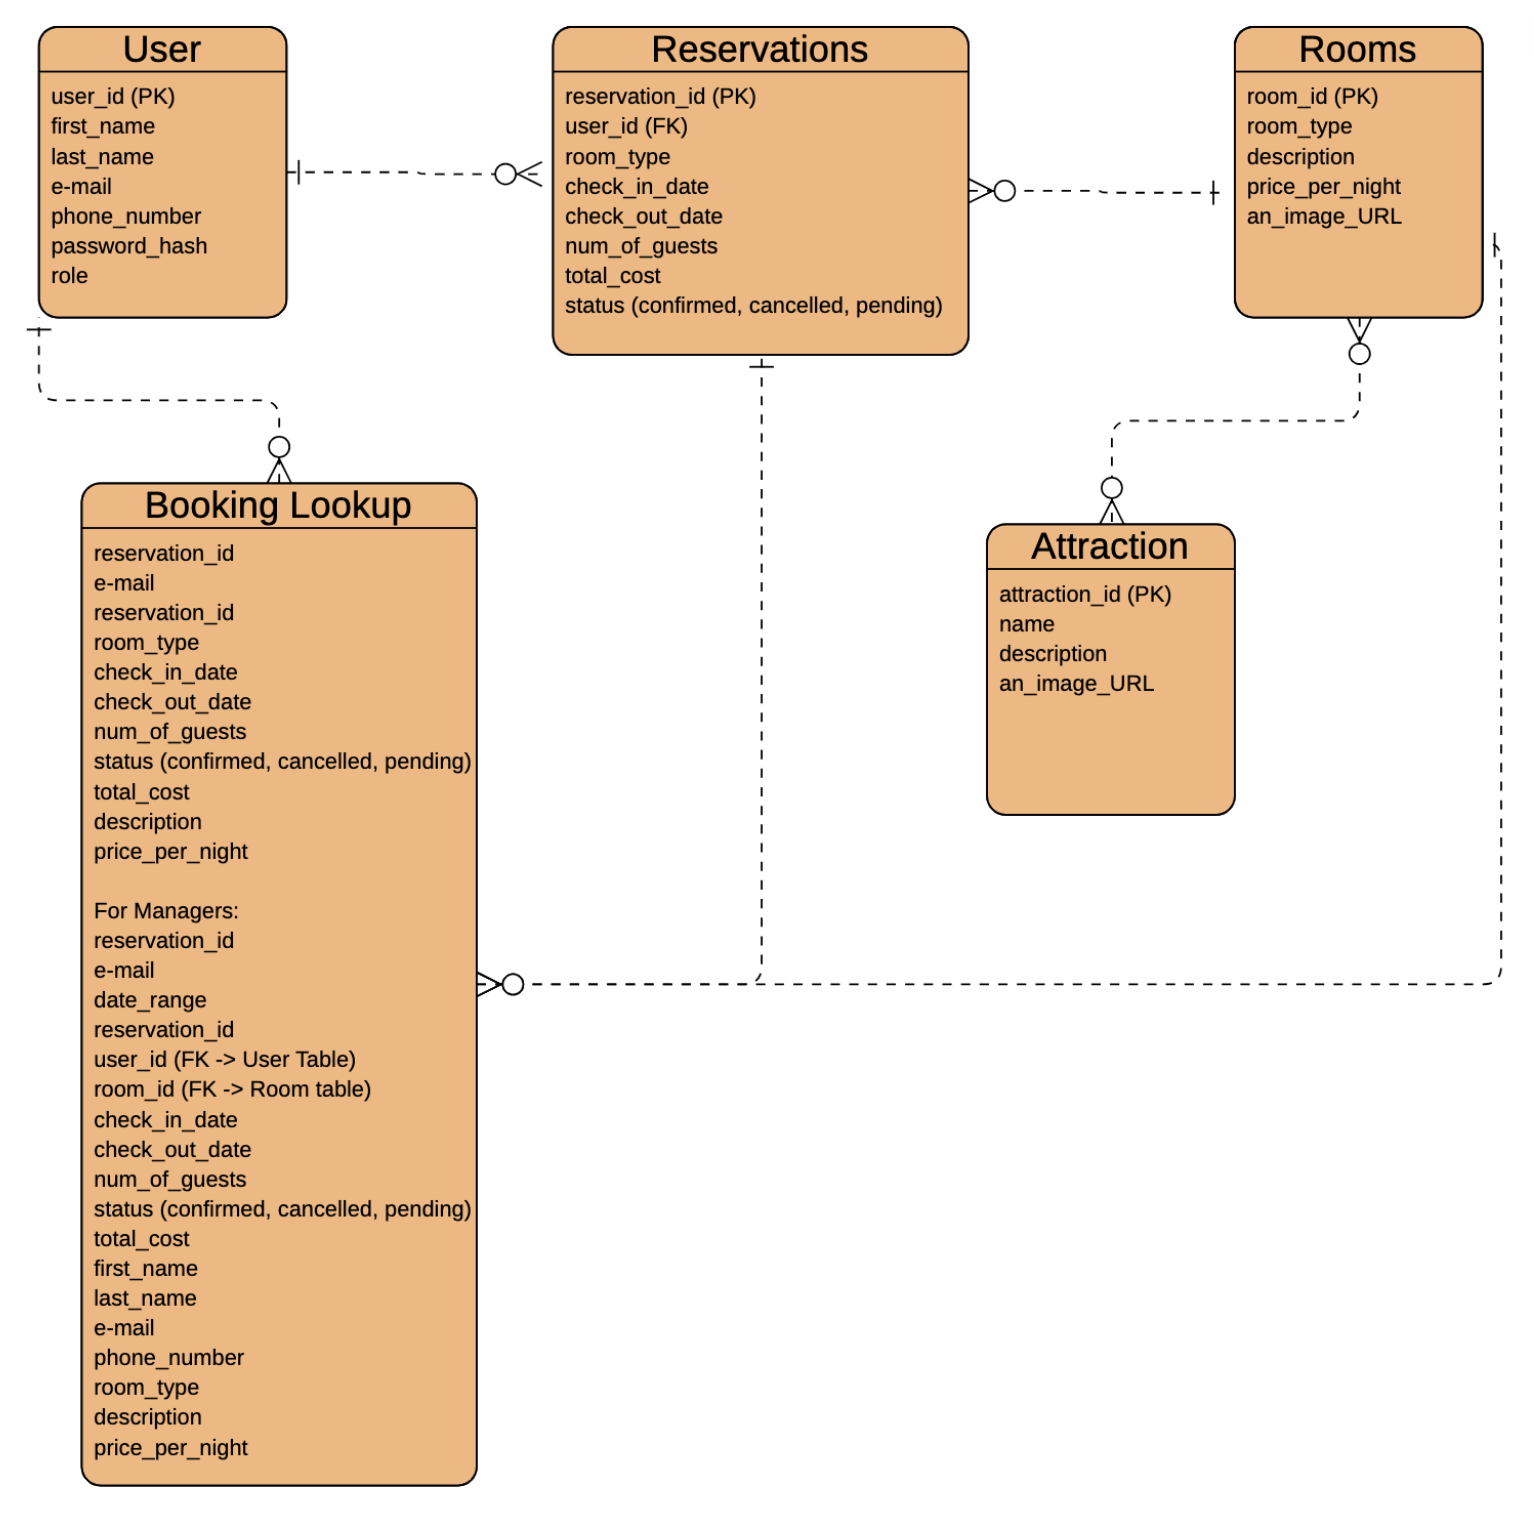 User
user_id (PK)
first_name
last_name
e-mail
phone_number
password_hash
role
Reservations
reservation_id (PK)
user_id (FK)
room_type
check_in_date
check_out_date
num_of_guests
total_cost
status (confirmed, cancelled, pending)
Rooms
room_id (PK)
room_type
description
price_per_night
an_image_URL
Booking Lookup
reservation_id
e-mail
reservation_id
room_type
check_in_date
check_out_date
num_of_guests
status (confirmed, cancelled, pending)
total_cost
description
price_per_night
For Managers:
reservation_id
e-mail
date_range
reservation_id
user_id (FK -> User Table)
room_id (FK -> Room table)
check_in_date
check_out_date
num_of_guests
status (confirmed, cancelled, pending)
total_cost
first_name
last_name
e-mail
phone_number
room_type
description
price_per_night
Attraction
attraction_id (PK)
name
description
an_image_URL